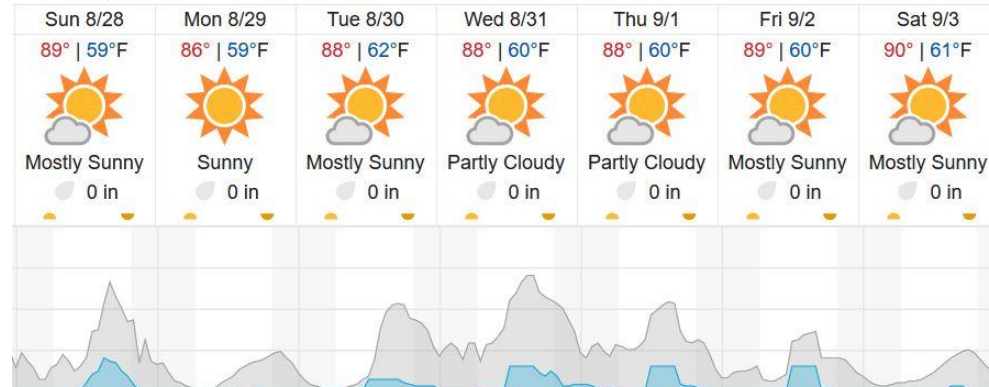 Sun 8/28 Mon 8/29 Tue 8/30 Wed 8/31 Thu 9/1 Fri 9/2 Sat 9/3
89° | 59°F 86° | 59°F 88° | 62°F 88° | 60°F 88° | 60°F 89° | 60°F 90° | 61°F
Mostly Sunny Sunny Mostly Sunny Partly Cloudy Partly Cloudy Mostly Sunny Mostly Sunny
0 in 0 in 0 in 0 in 0 in 0 in 0 in